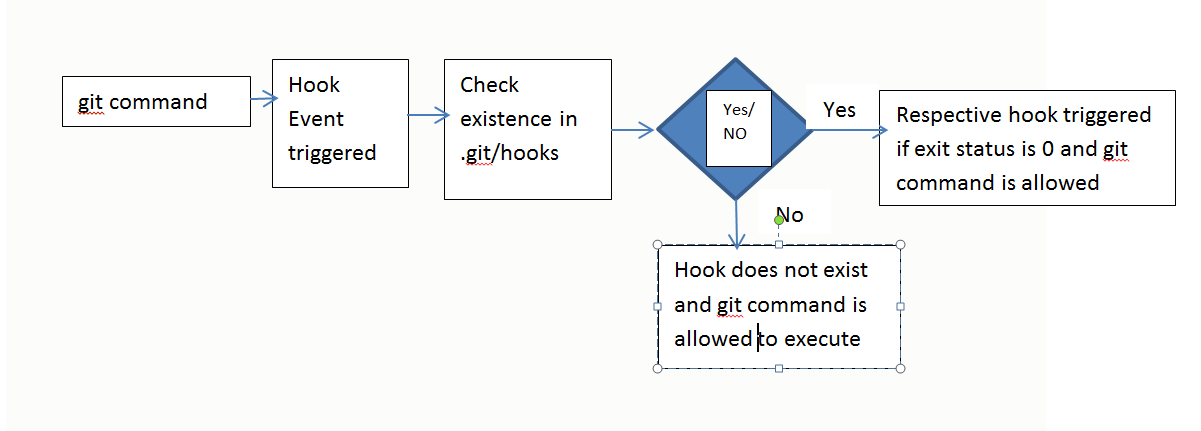 git command
Hook
Event
triggered
Check
existence in
.git/hooks
Yes/
NO
Yes
Respective hook triggered
if exit status is 0 and git
command is allowed
No
Hook does not exist
and git command is
allowed to execute